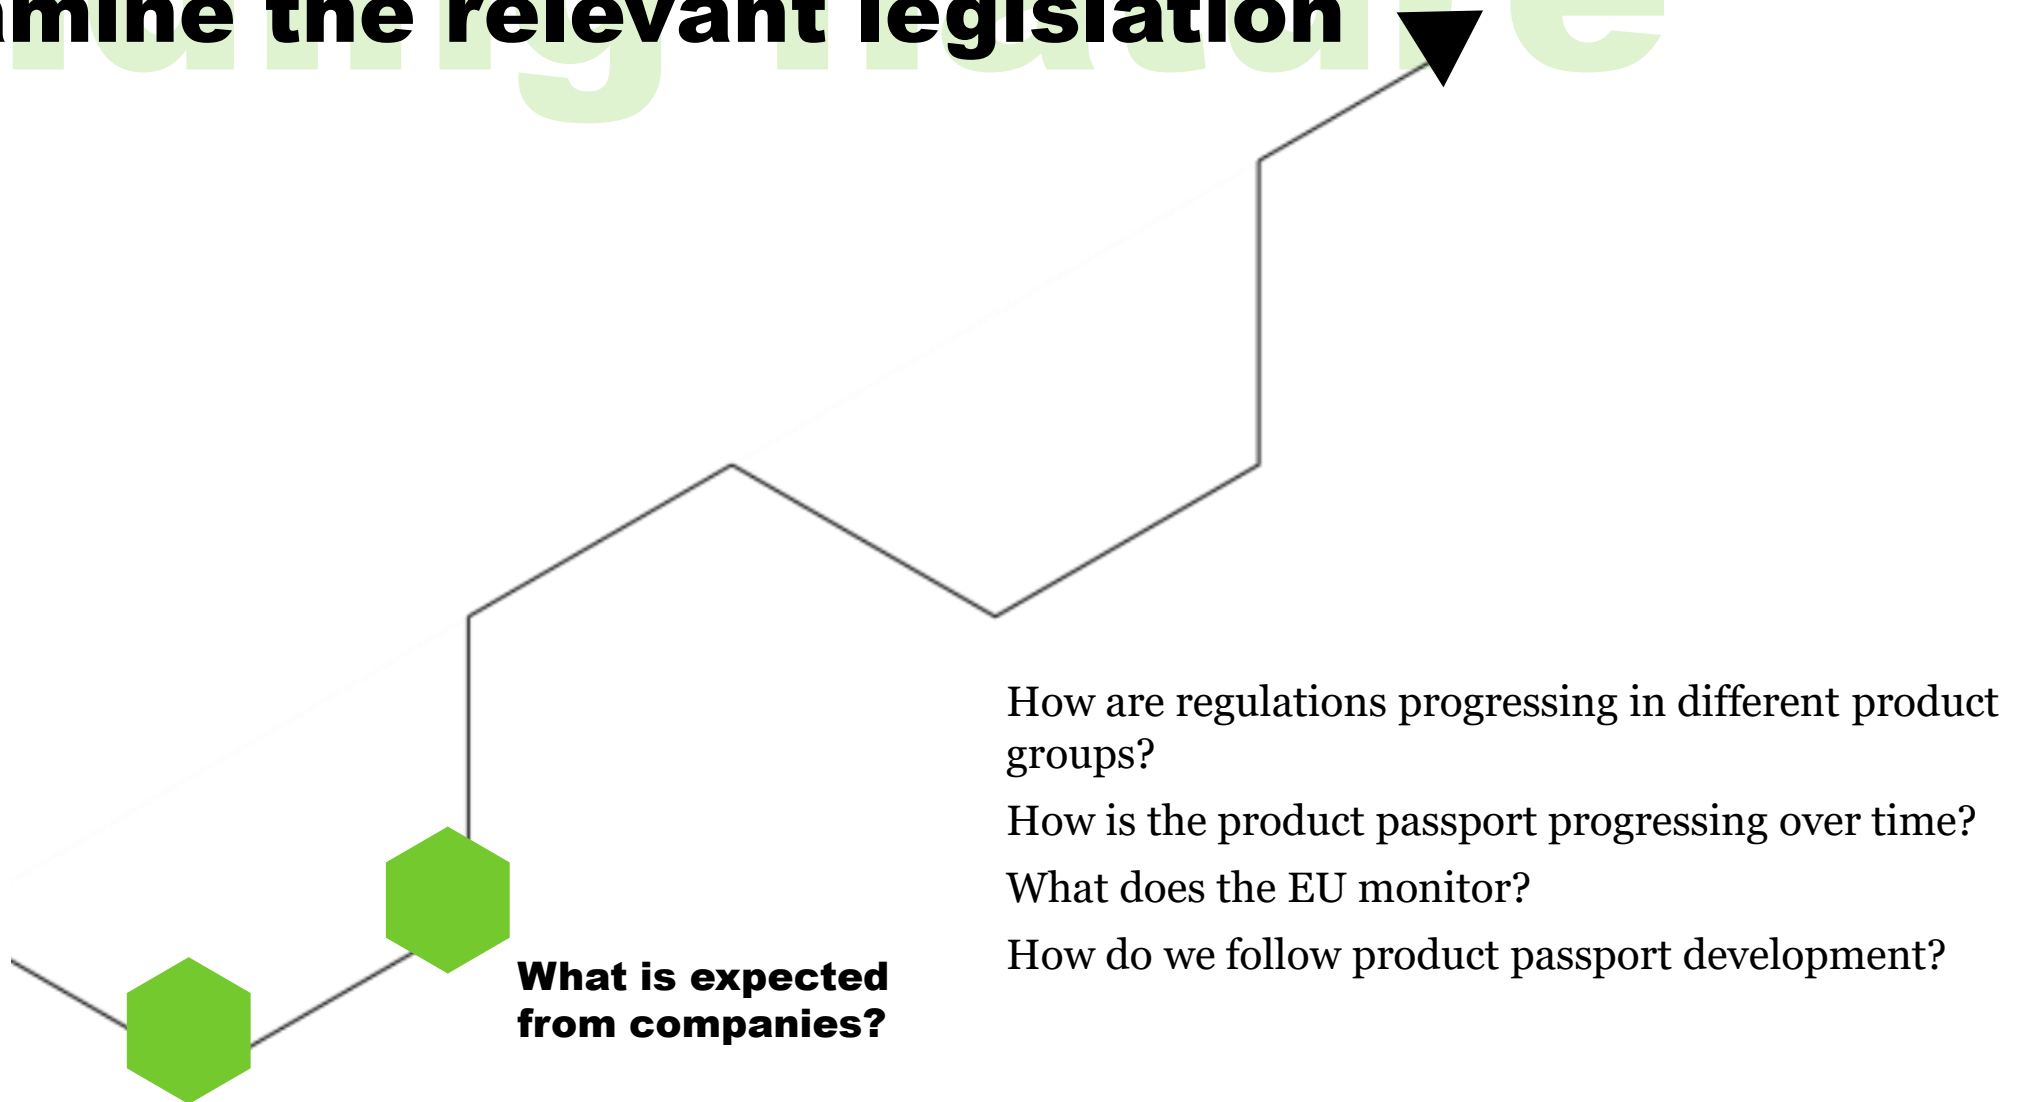 the relevant legislation
nature
How are regulations progressing in different product
groups?
How is the product passport progressing over time?
What does the EU monitor?
How do we follow product passport development?
What is expected
from companies?